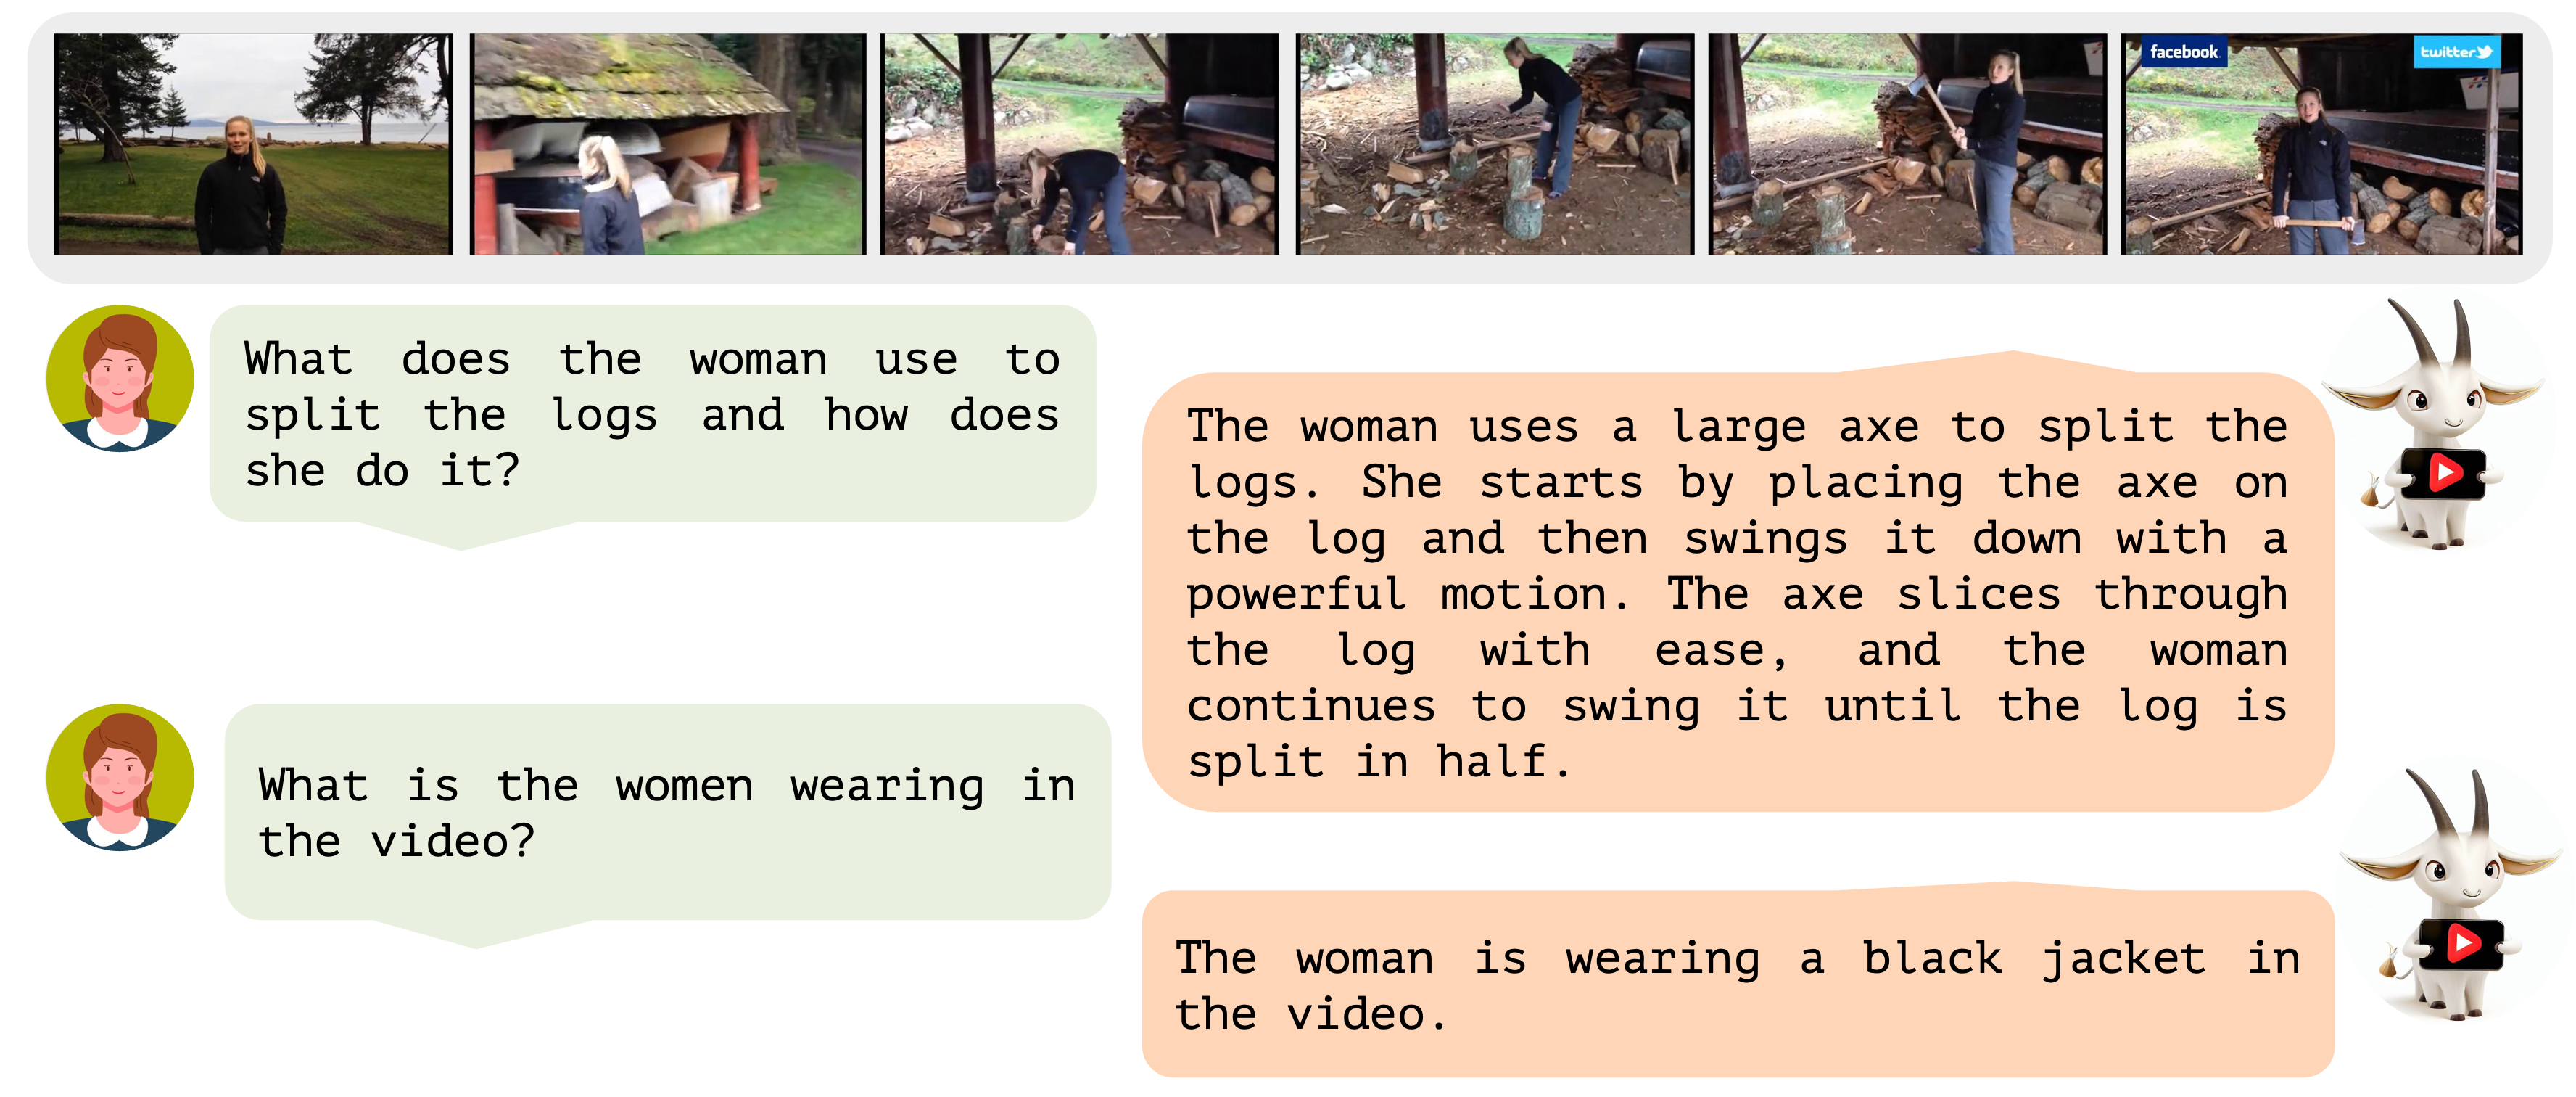 facebook
twitter
What does the woman use to
split the logs and how does
she do it?
The woman uses a large axe to split the
logs. She starts by placing the axe on
the log and then swings it down with a
powerful motion. The axe slices through
the log with ease, and the woman
continues to swing it until the log is
split in half.
What is the women wearing in
the video?
The woman is wearing a black jacket in
the video.